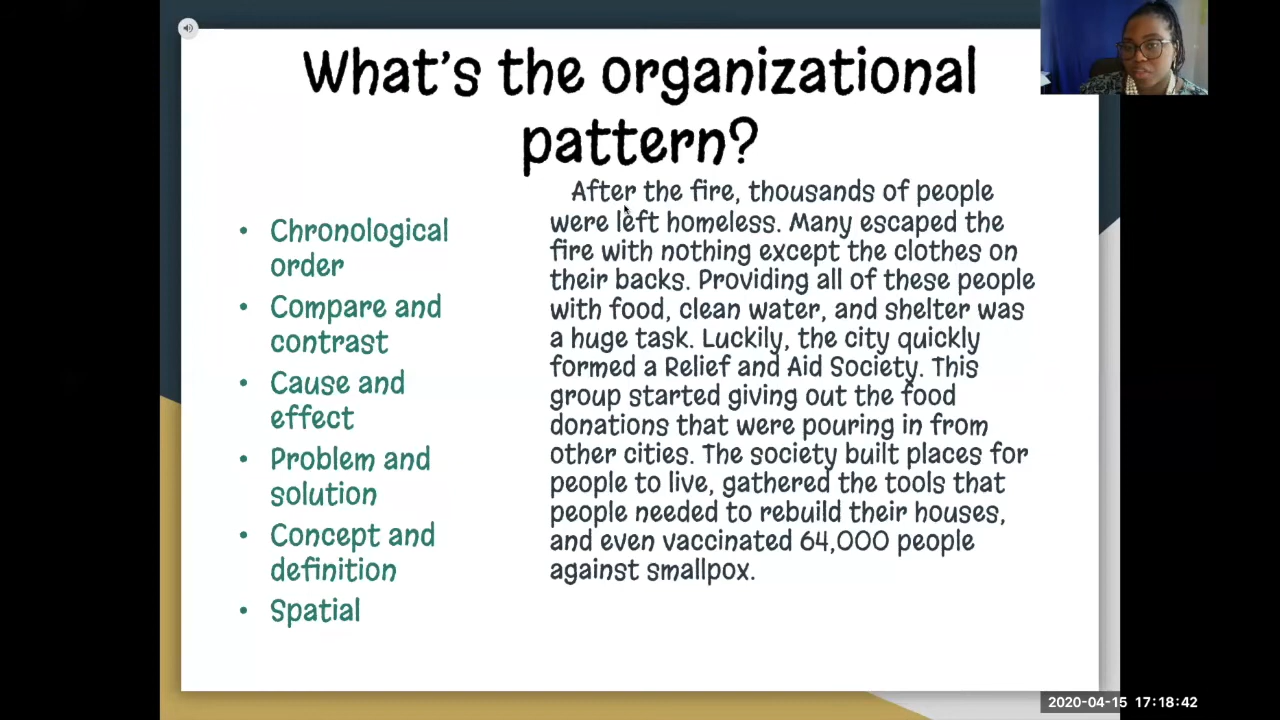 What's the organizational
pattern?
• Chronological
order
• Compare and
contrast
• Cause and
effect
• Problem and
solution
• Concept and
definition
• Spatial
After the fire, thousands of people
were left homeless. Many escaped the
fire with nothing except the clothes on
their backs. Providing all of these people
with food, clean water, and shelter was
a huge task. Luckily, the city quickly
formed a Relief and Aid Society. This
group started giving out the food
donations that were pouring in from
other cities. The society built places for
people to live, gathered the tools that
people needed to rebuild their houses,
and even vaccinated 64,000 people
against smallpox.
2020-04-15 17:18:42